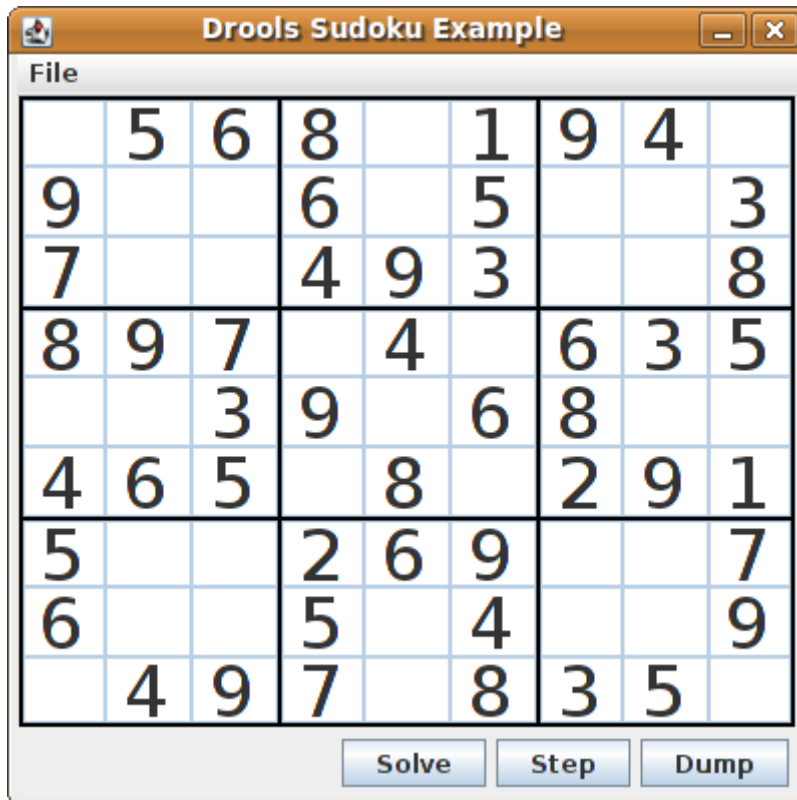 Drools Sudoku Example
File
5 6 8 1 9 4
9 6 5 3
7 4 9 3 8
8 9 7 4 6 3 5
3 9 6 8
4 6 5 8 2 9 1
5 2 6 9 7
6 5 4 9
4 9 7 8 3 5
Solve Step Dump